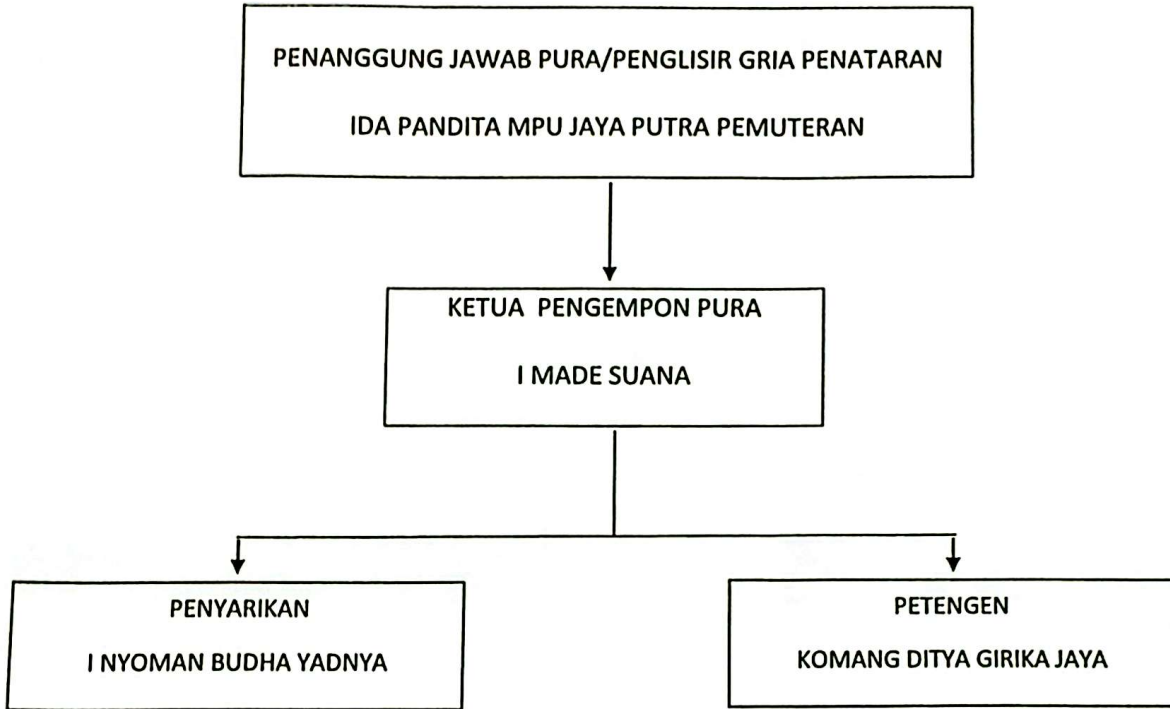 PENANGGUNG JAWAB PURA/PENGLISIR GRIA PENATARAN
IDA PANDITA MPU JAYA PUTRA PEMUTERAN
KETUA PENGEMPON PURA
I MADE SUANA
PENYARIKAN
I NYOMAN BUDHA YADNYA
PETENGEN
KOMANG DITYA GIRIKA JAYA